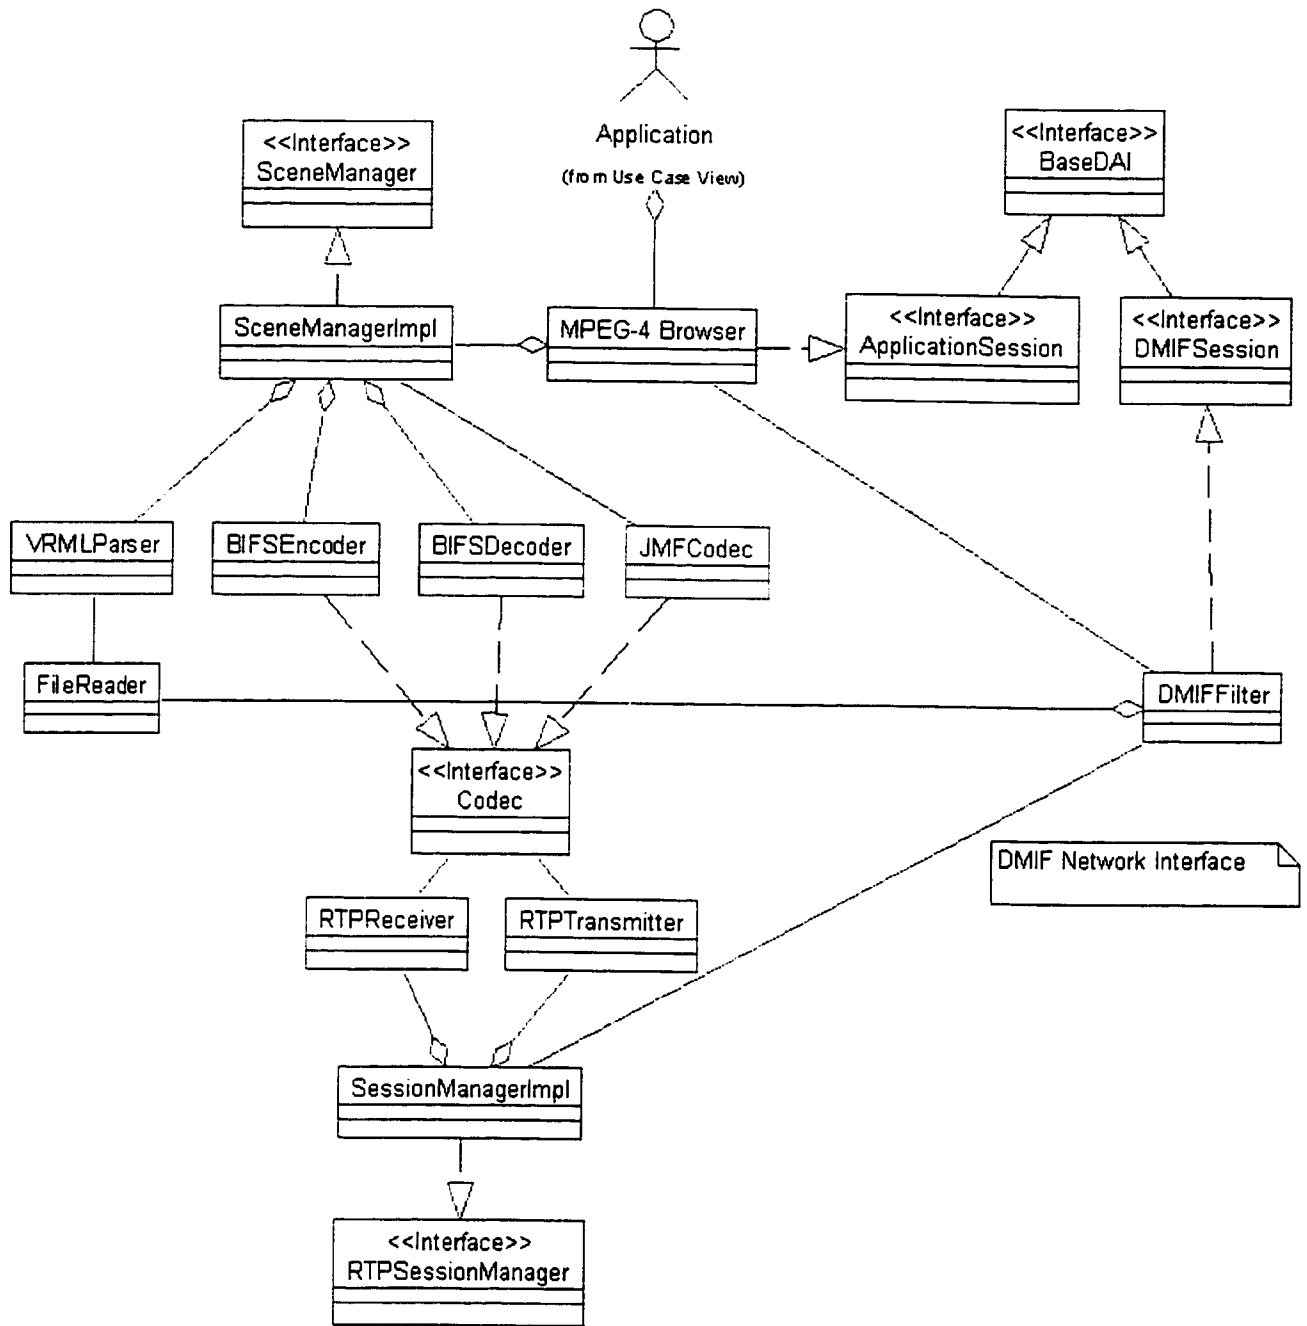 Application
(from Use Case View)
<<Interface>>
SceneManager
<<Interface>>
BaseDAI
SceneManagerImpl
MPEG-4 Browser
<<Interface>>
ApplicationSession
<<Interface>>
DMIFSession
VRMLParser
BIFSEncoder
BIFSDecoder
JMFCodec
FileReader
DMIFFilter
<<Interface>>
Codec
DMIF Network Interface
RTPReceiver
RTPTransmitter
SessionManagerImpl
<<Interface>>
RTPSessionManager